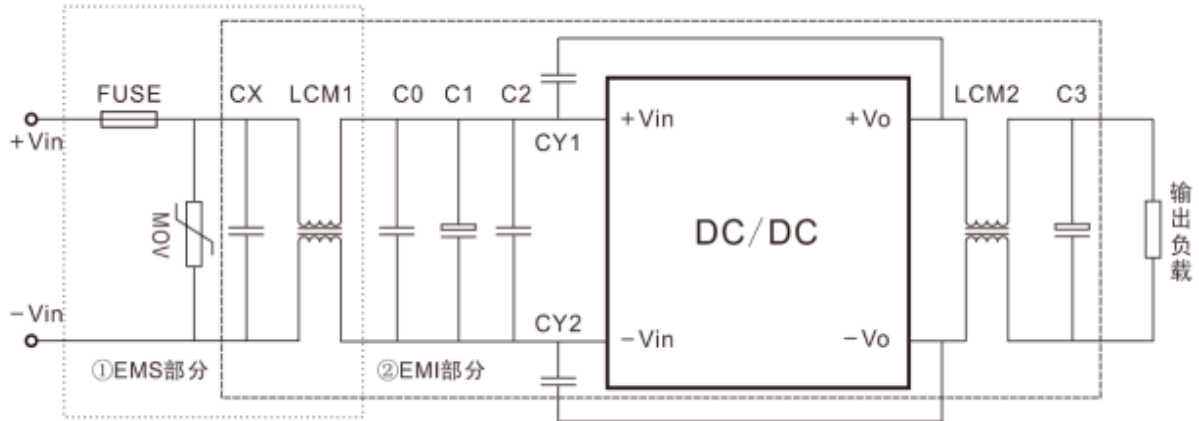 FUSE
CX
LCM1
C0
C1
C2
LCM2
C3
+Vin
CY1
+Vin
+Vo
MOV
DC/DC
输出负载
-Vin
CY2
-Vin
-Vo
①EMS部分
②EMI部分